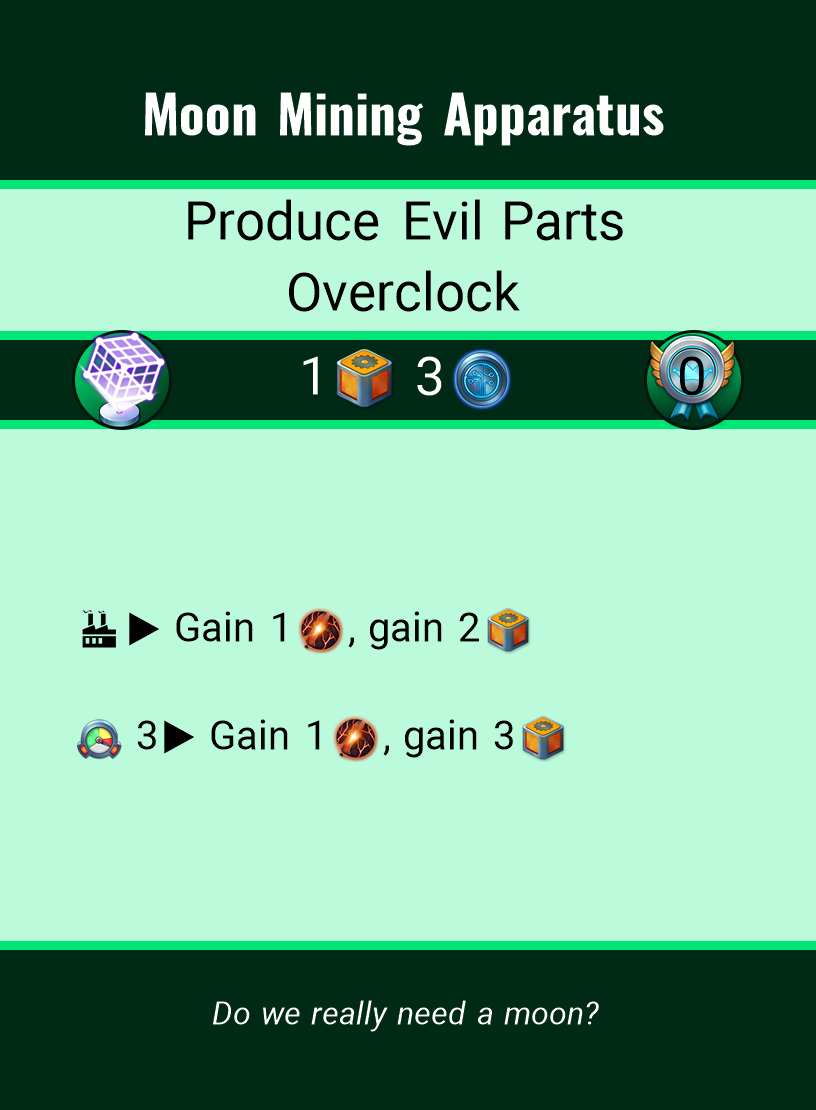 Moon Mining Apparatus
Produce Evil Parts
Overclock
1 3 0
Gain 1, gain 2
3 Gain 1, gain 3
Do we really need a moon?